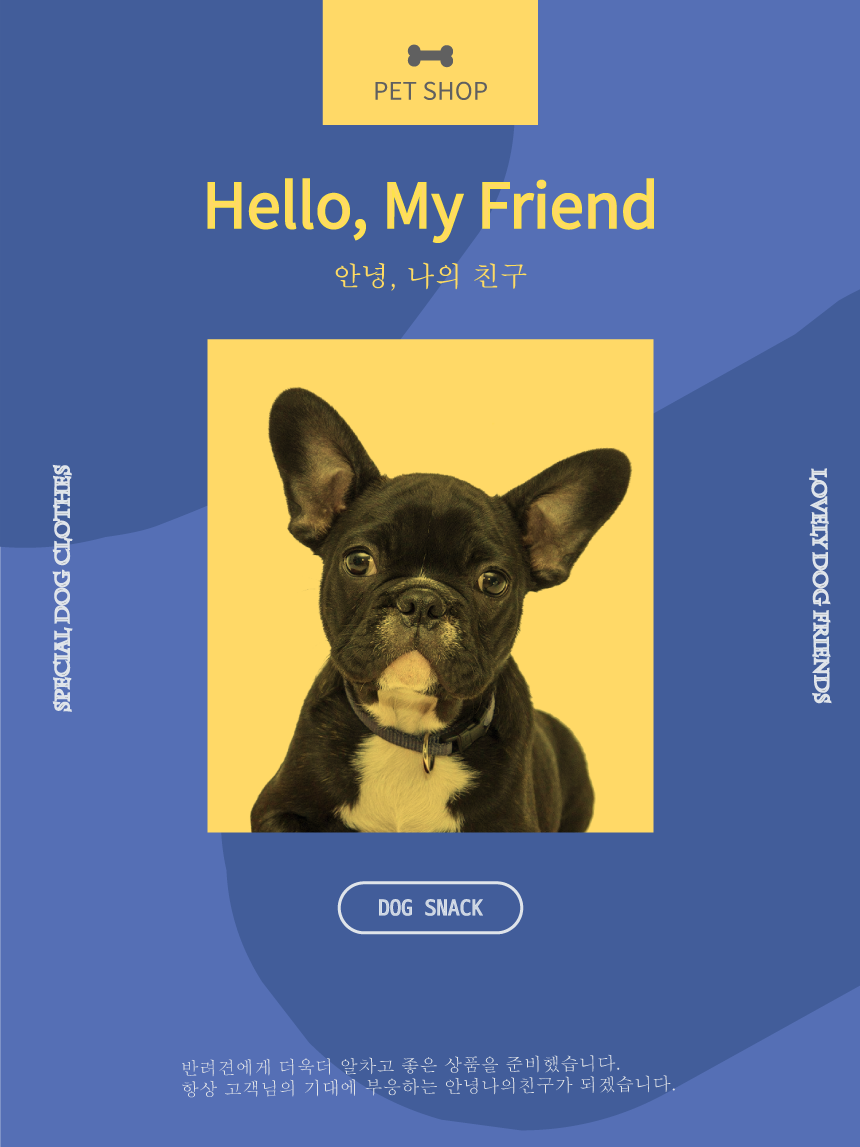 PET SHOP
Hello, My Friend
안녕, 나의 친구
SPECIAL DOG CLOTHES
LOVELY DOG FRIENDS
DOG SNACK
반려견에게 더욱더 알차고 좋은 상품을 준비했습니다.
항상 고객님의 기대에 부응하는 안녕나의친구가 되겠습니다.